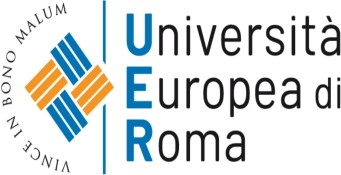 VINCE IN BONO MALUM
Università
Europea di
Roma